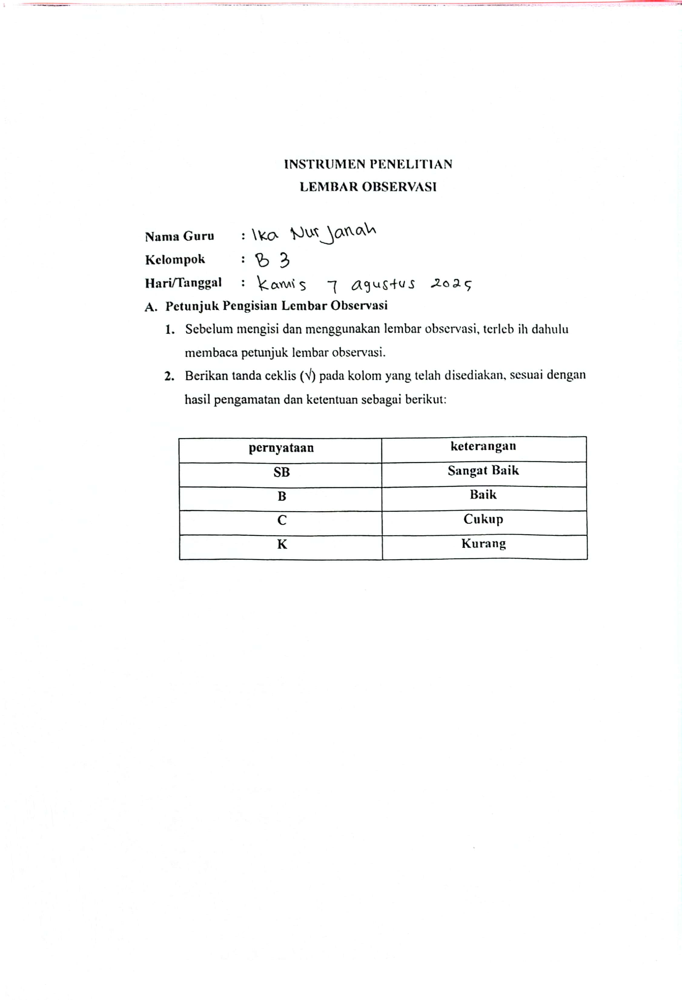 INSTRUMEN PENELITIAN
LEMBAR OBSERVASI
Nama Guru : Ika Nur Janah
Kelompok : B 3
Hari/Tanggal : Kamis 7 agustus 2025
A. Petunjuk Pengisian Lembar Observasi
1. Sebelum mengisi dan menggunakan lembar observasi, terleb ih dahulu
membaca petunjuk lembar observasi.
2. Berikan tanda ceklis (√) pada kolom yang telah disediakan, sesuai dengan
hasil pengamatan dan ketentuan sebagai berikut:
pernyataan keterangan
SB Sangat Baik
B Baik
C Cukup
K Kurang